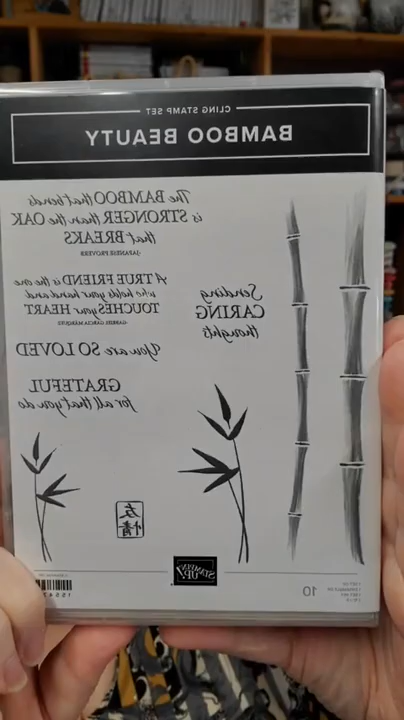 CLING STAMP SET
BAMBOO BEAUTY
The BAMBOO that bends
is STRONGER than the OAK
that BREAKS
-JAPANESE PROVERB
A TRUE FRIEND is the one
who holds your hand and
TOUCHES your HEART
-GABRIEL GARCIA MARQUEZ
Sending
CARING
thoughts
You are SO LOVED
GRATEFUL
for all that you do
友
情
STAMPIN'
UP!
10